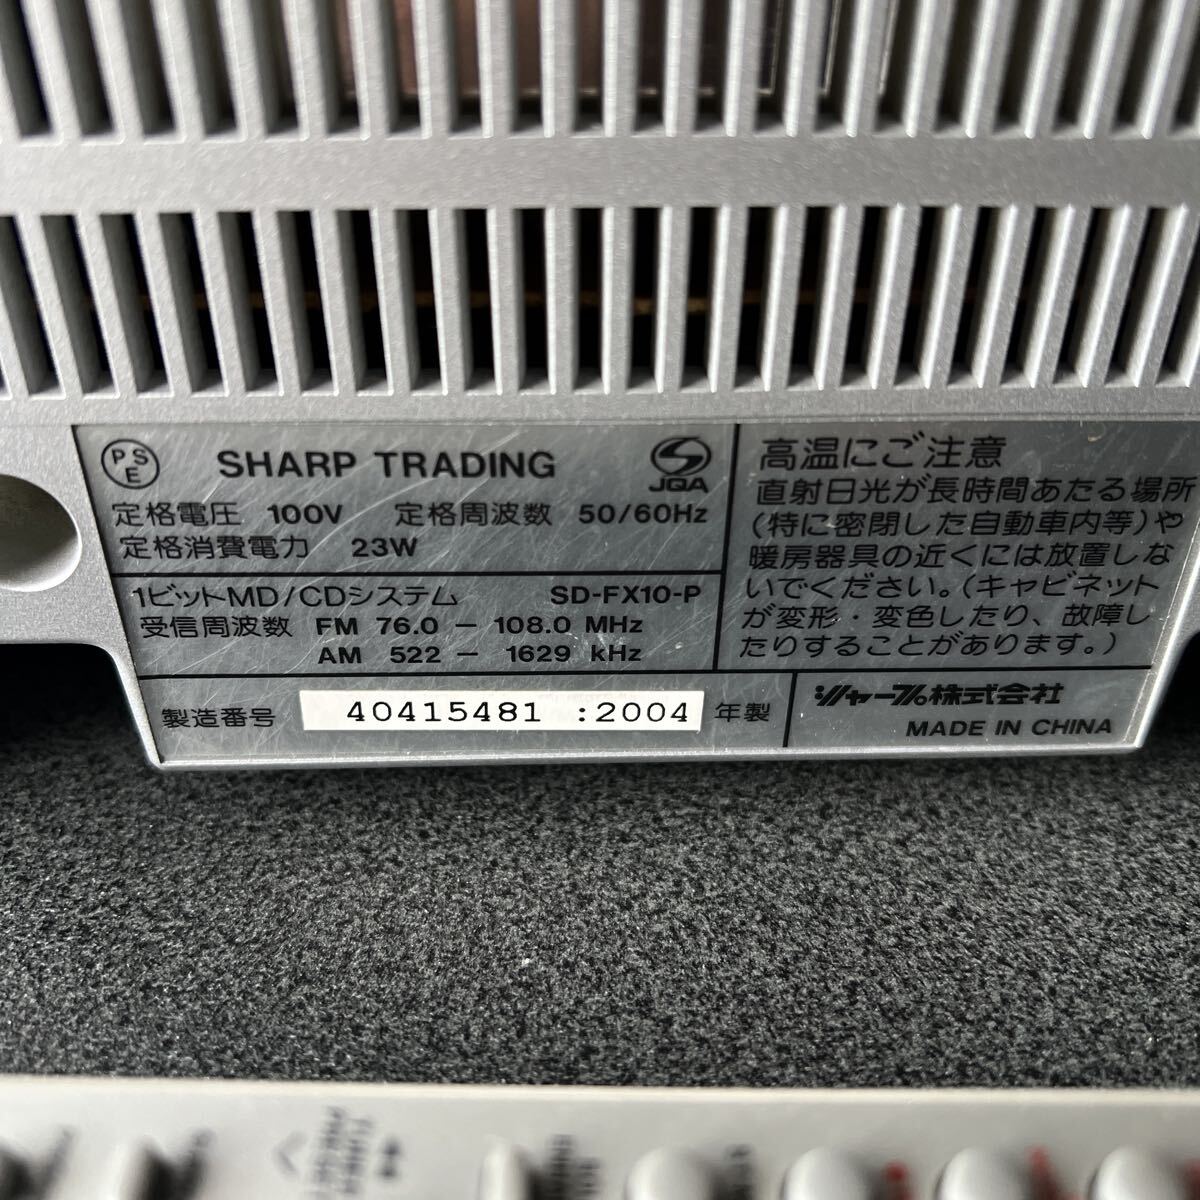 PSE SHARP TRADING JQA
定格電圧 100V 定格周波数 50/60Hz
定格消費電力 23W
1ビットMD/CDシステム SD-FX10-P
受信周波数 FM 76.0 － 108.0 MHz
AM 522 － 1629 kHz
高温にご注意
直射日光が長時間あたる場所
(特に密閉した自動車内等)や
暖房器具の近くには放置しな
いでください。(キャビネット
が変形・変色したり、故障し
たりすることがあります。)
製造番号 40415481 :2004 年製
シャープ株式会社
MADE IN CHINA